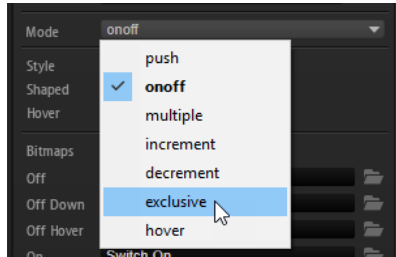 Mode onoff
push
Style
onoff
Shaped
Hover
multiple
increment
Bitmaps
decrement
Off
exclusive
Off Down
Off Hover
hover
On Switch On